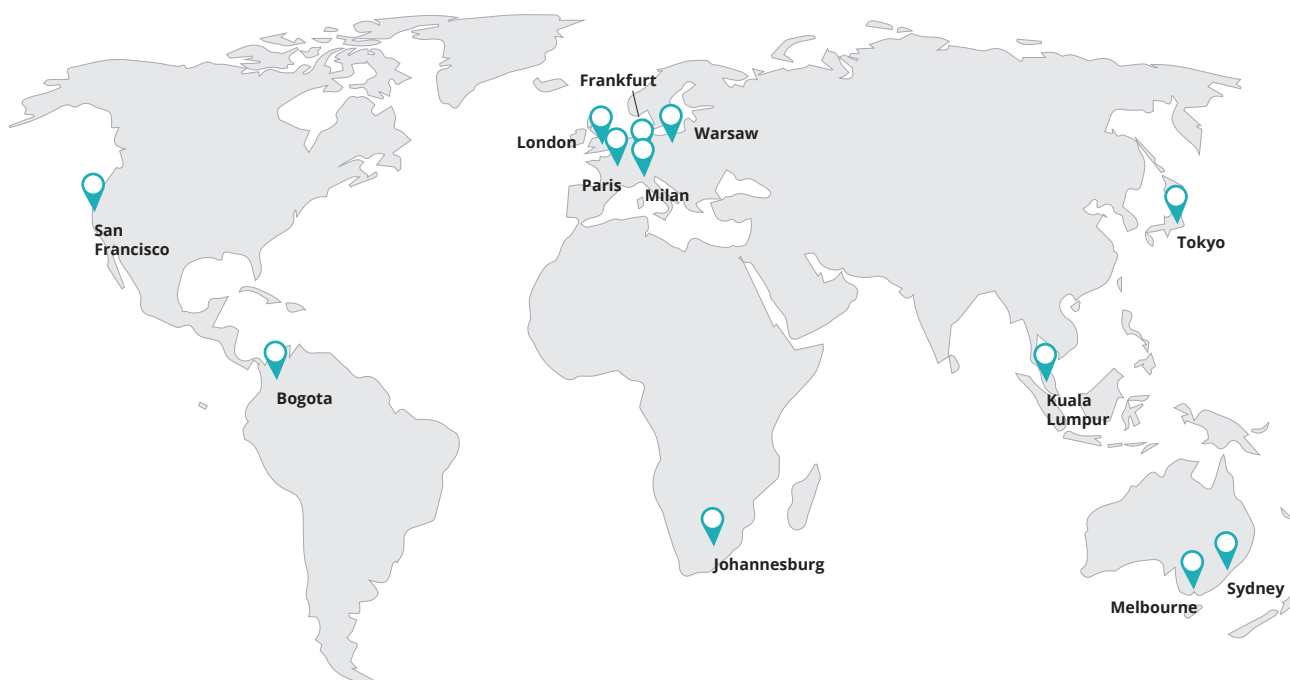 Frankfurt
London
Warsaw
Paris
Milan
San
Francisco
Tokyo
Bogota
Kuala
Lumpur
Johannesburg
Sydney
Melbourne